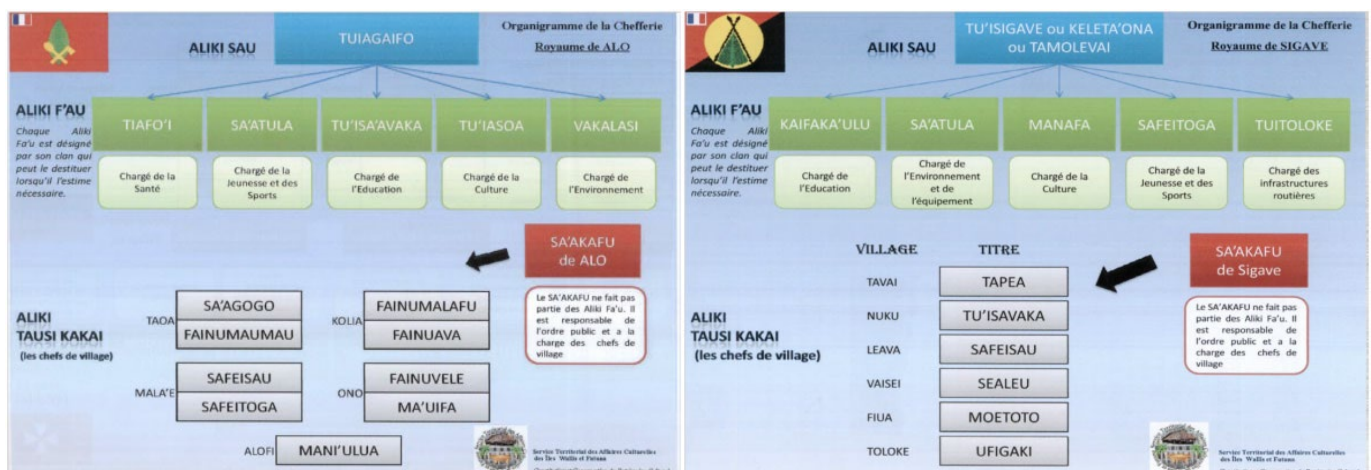 Organigramme de la Chefferie
Royaume de ALO
ALIKI SAU
TUIAGAIFO
ALIKI F'AU
Chaque Aliki
Fa'u est désigné
par son clan qui
peut le destituer
lorsqu'il l'estime
nécessaire.
TIAFO'I
SA'ATULA
TU'ISA'AVAKA
TU'IASOA
VAKALASI
Chargé de la
Santé
Chargé de la
Jeunesse et des
Sports
Chargé de
l'Education
Chargé de la
Culture
Chargé de
l'Environnement
SA'AKAFU
de ALO
Le SA'AKAFU ne fait pas
partie des Aliki Fa'u. Il
est responsable de
l'ordre public et a la
charge des chefs de
village
ALIKI
TAUSI KAKAI
(les chefs de village)
TAOA
SA'AGOGO
FAINUMAUMAU
KOLIA
FAINUMALAFU
FAINUAVA
MALA'E
SAFEISAU
SAFEITOGA
ONO
FAINUVELE
MA'UIFA
ALOFI
MANI'ULUA
Service Territorial des Affaires Culturelles
des Îles Wallis et Futuna
Organigramme de la Chefferie
Royaume de SIGAVE
ALIKI SAU
TU'ISIGAVE ou KELETA'ONA
ou TAMOLEVAI
ALIKI F'AU
Chaque Aliki
Fa'u est désigné
par son clan qui
peut le destituer
lorsqu'il l'estime
nécessaire.
KAIFAKA'ULU
SA'ATULA
MANAFA
SAFEITOGA
TUITOLOKE
Chargé de
l'Education
Chargé de
l'Environnement
et de
l'équipement
Chargé de la
Culture
Chargé de la
Jeunesse et des
Sports
Chargé des
infrastructures
routières
SA'AKAFU
de Sigave
Le SA'AKAFU ne fait pas
partie des Aliki Fa'u. Il
est responsable de
l'ordre public et a la
charge des chefs de
village
ALIKI
TAUSI KAKAI
(les chefs de village)
VILLAGE TITRE
TAVAI TAPEA
NUKU TU'ISAVAKA
LEAVA SAFEISAU
VAISEI SEALEU
FIUA MOETOTO
TOLOKE UFIGAKI
Service Territorial des Affaires Culturelles
des Îles Wallis et Futuna